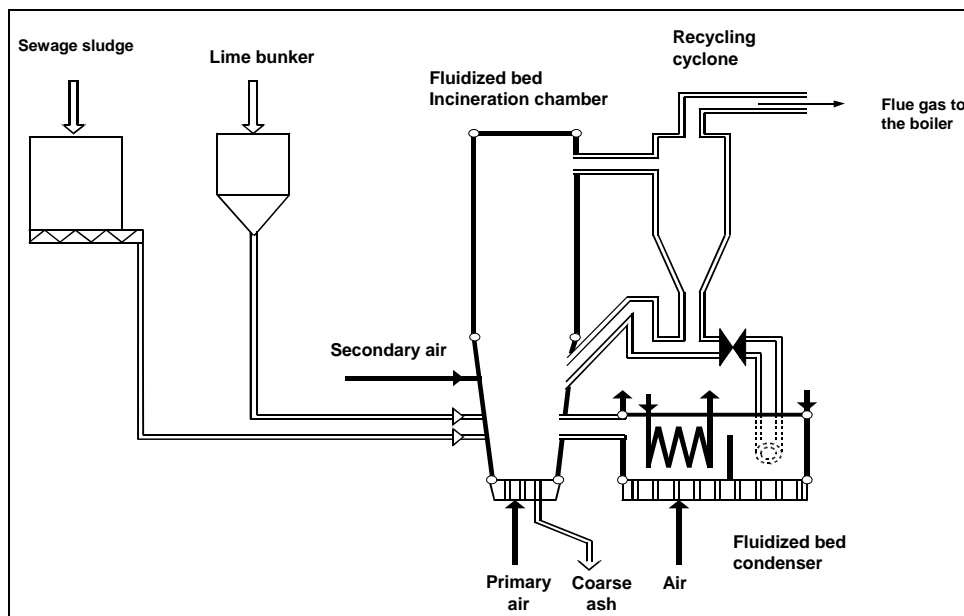 Sewage sludge
Lime bunker
Fluidized bed
Incineration chamber
Recycling
cyclone
Flue gas to
the boiler
Secondary air
Primary
air
Coarse
ash
Air
Fluidized bed
condenser